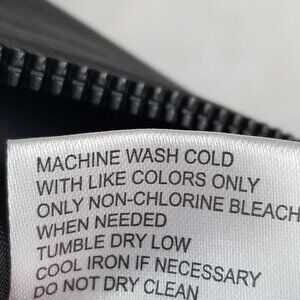 MACHINE WASH COLD
WITH LIKE COLORS ONLY
ONLY NON-CHLORINE BLEACH
WHEN NEEDED
TUMBLE DRY LOW
COOL IRON IF NECESSARY
DO NOT DRY CLEAN